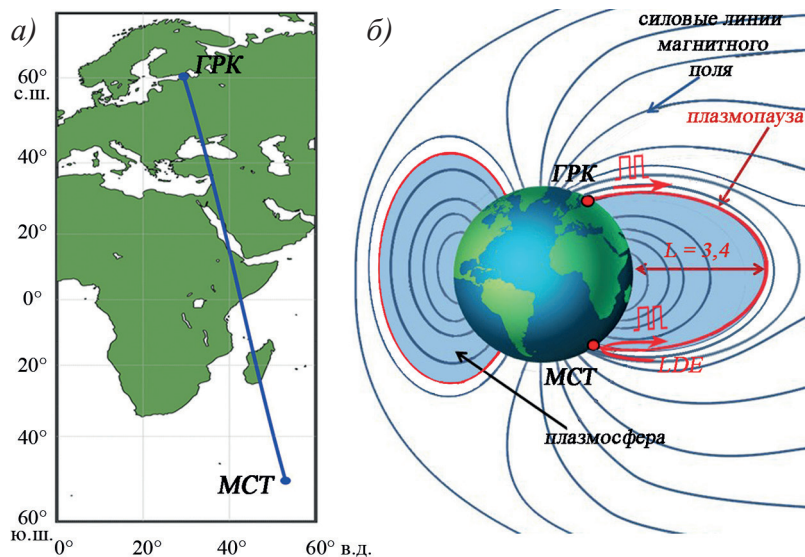 а)
60°
с.ш.
40°
20°
0°
20°
40°
60°
ю.ш.
0° 20° 40° 60° в.д.
ГРК
МСТ
б)
силовые линии
магнитного
поля
плазмопауза
ГРК
L = 3,4
МСТ
LDE
плазмосфера